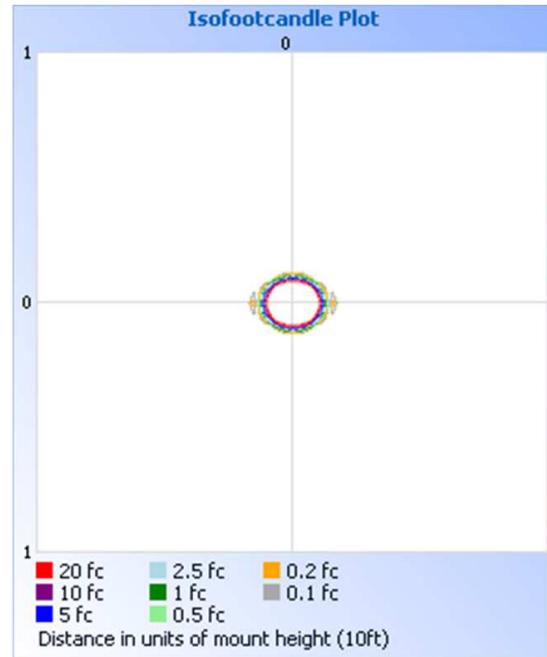 Isofootcandle Plot
0
1
0
1
20 fc 2.5 fc 0.2 fc
10 fc 1 fc 0.1 fc
5 fc 0.5 fc
Distance in units of mount height (10ft)